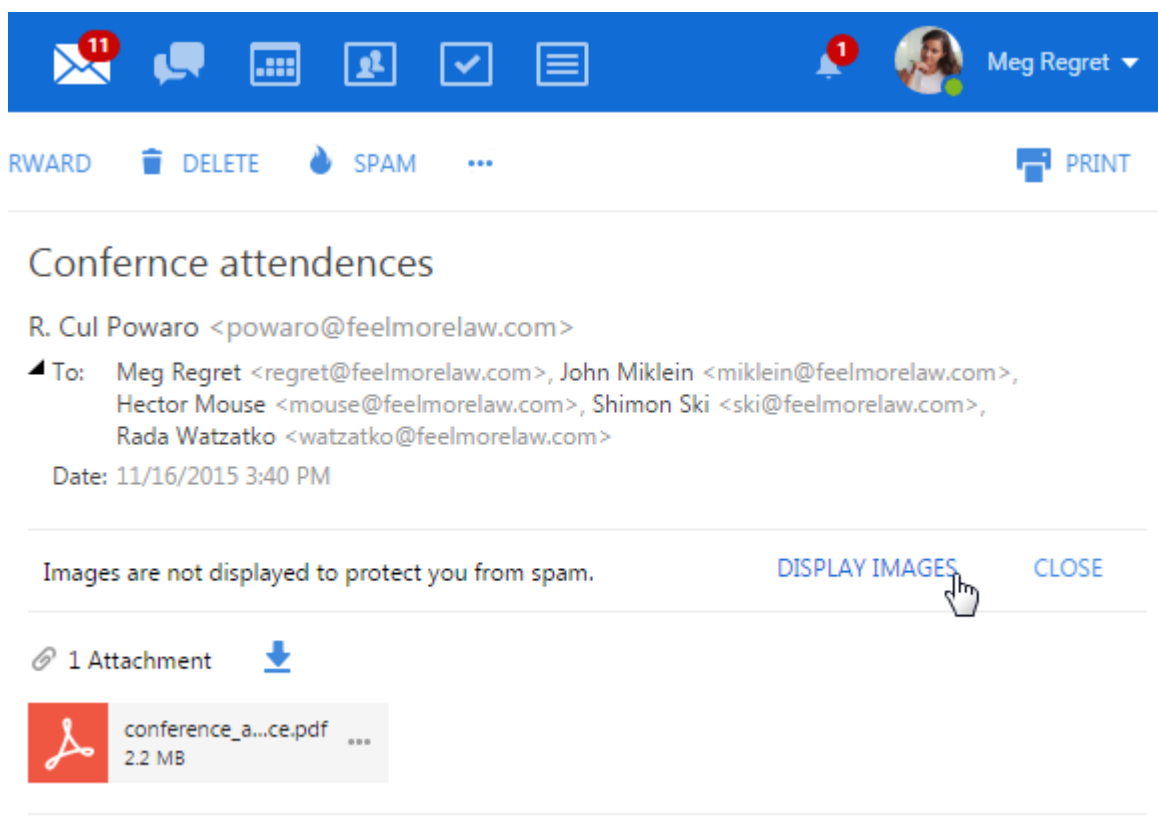 11
1
Meg Regret
RWARD DELETE SPAM ••• PRINT
Confernce attendences
R. Cul Powaro <powaro@feelmorelaw.com>
To: Meg Regret <regret@feelmorelaw.com>, John Miklein <miklein@feelmorelaw.com>,
Hector Mouse <mouse@feelmorelaw.com>, Shimon Ski <ski@feelmorelaw.com>,
Rada Watzatko <watzatko@feelmorelaw.com>
Date: 11/16/2015 3:40 PM
Images are not displayed to protect you from spam. DISPLAY IMAGES CLOSE
1 Attachment
conference_a...ce.pdf
2.2 MB